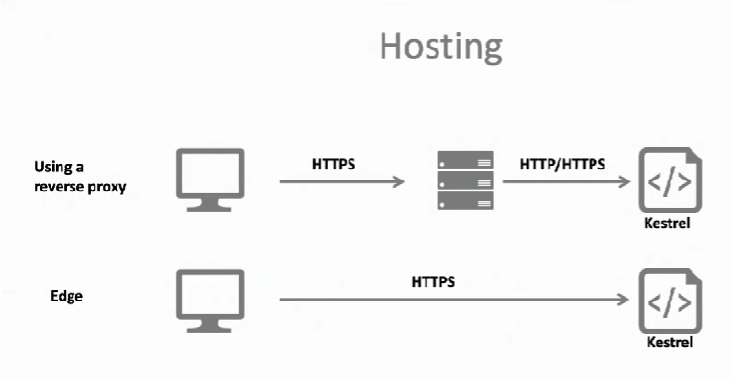 Hosting
Using a
reverse proxy
HTTPS
HTTP/HTTPS
</>
Kestrel
Edge
HTTPS
</>
Kestrel